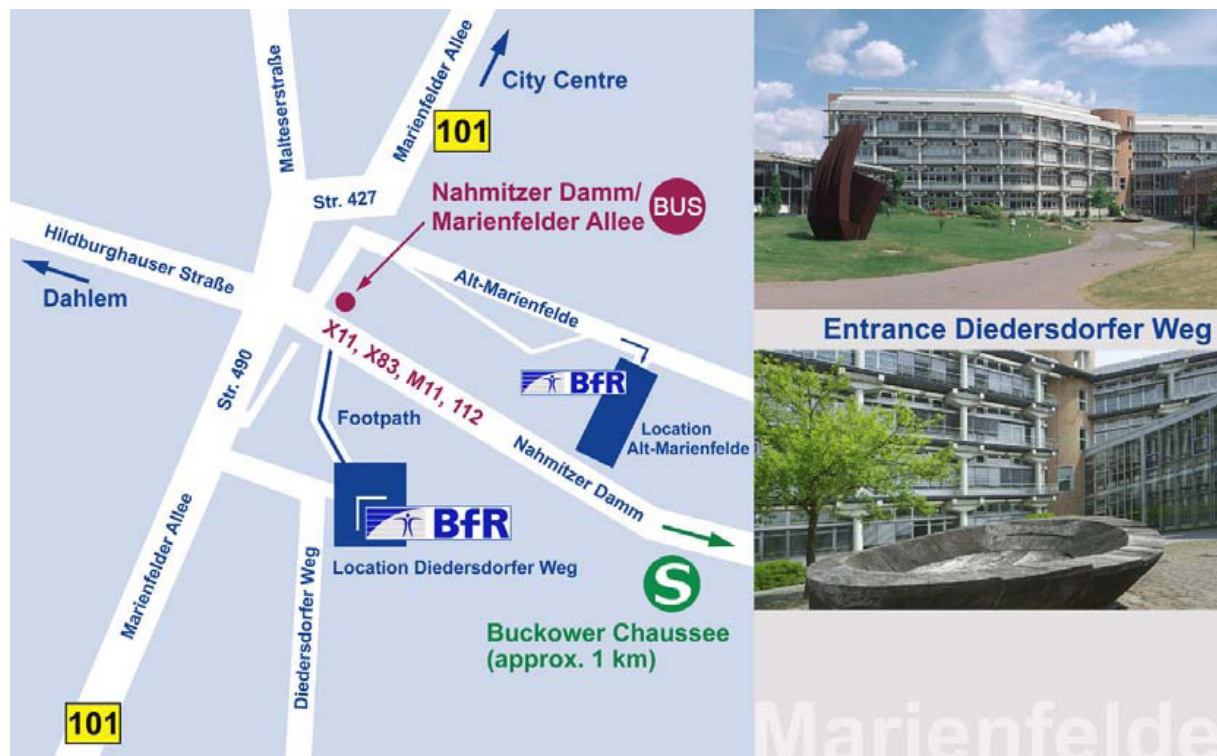 Malteserstraße
Marienfelder Allee
City Centre
101
Str. 427
Nahmitzer Damm/
Marienfelder Allee
BUS
Hildburghauser Straße
Dahlem
Alt-Marienfelde
X11, X83, M11, 112
Str. 490
BfR
Footpath
Location
Alt-Marienfelde
Nahmitzer Damm
BfR
Location Diedersdorfer Weg
Marienfelder Allee
Diedersdorfer Weg
S
Buckower Chaussee
(approx. 1 km)
101
Entrance Diedersdorfer Weg
Marienfelde